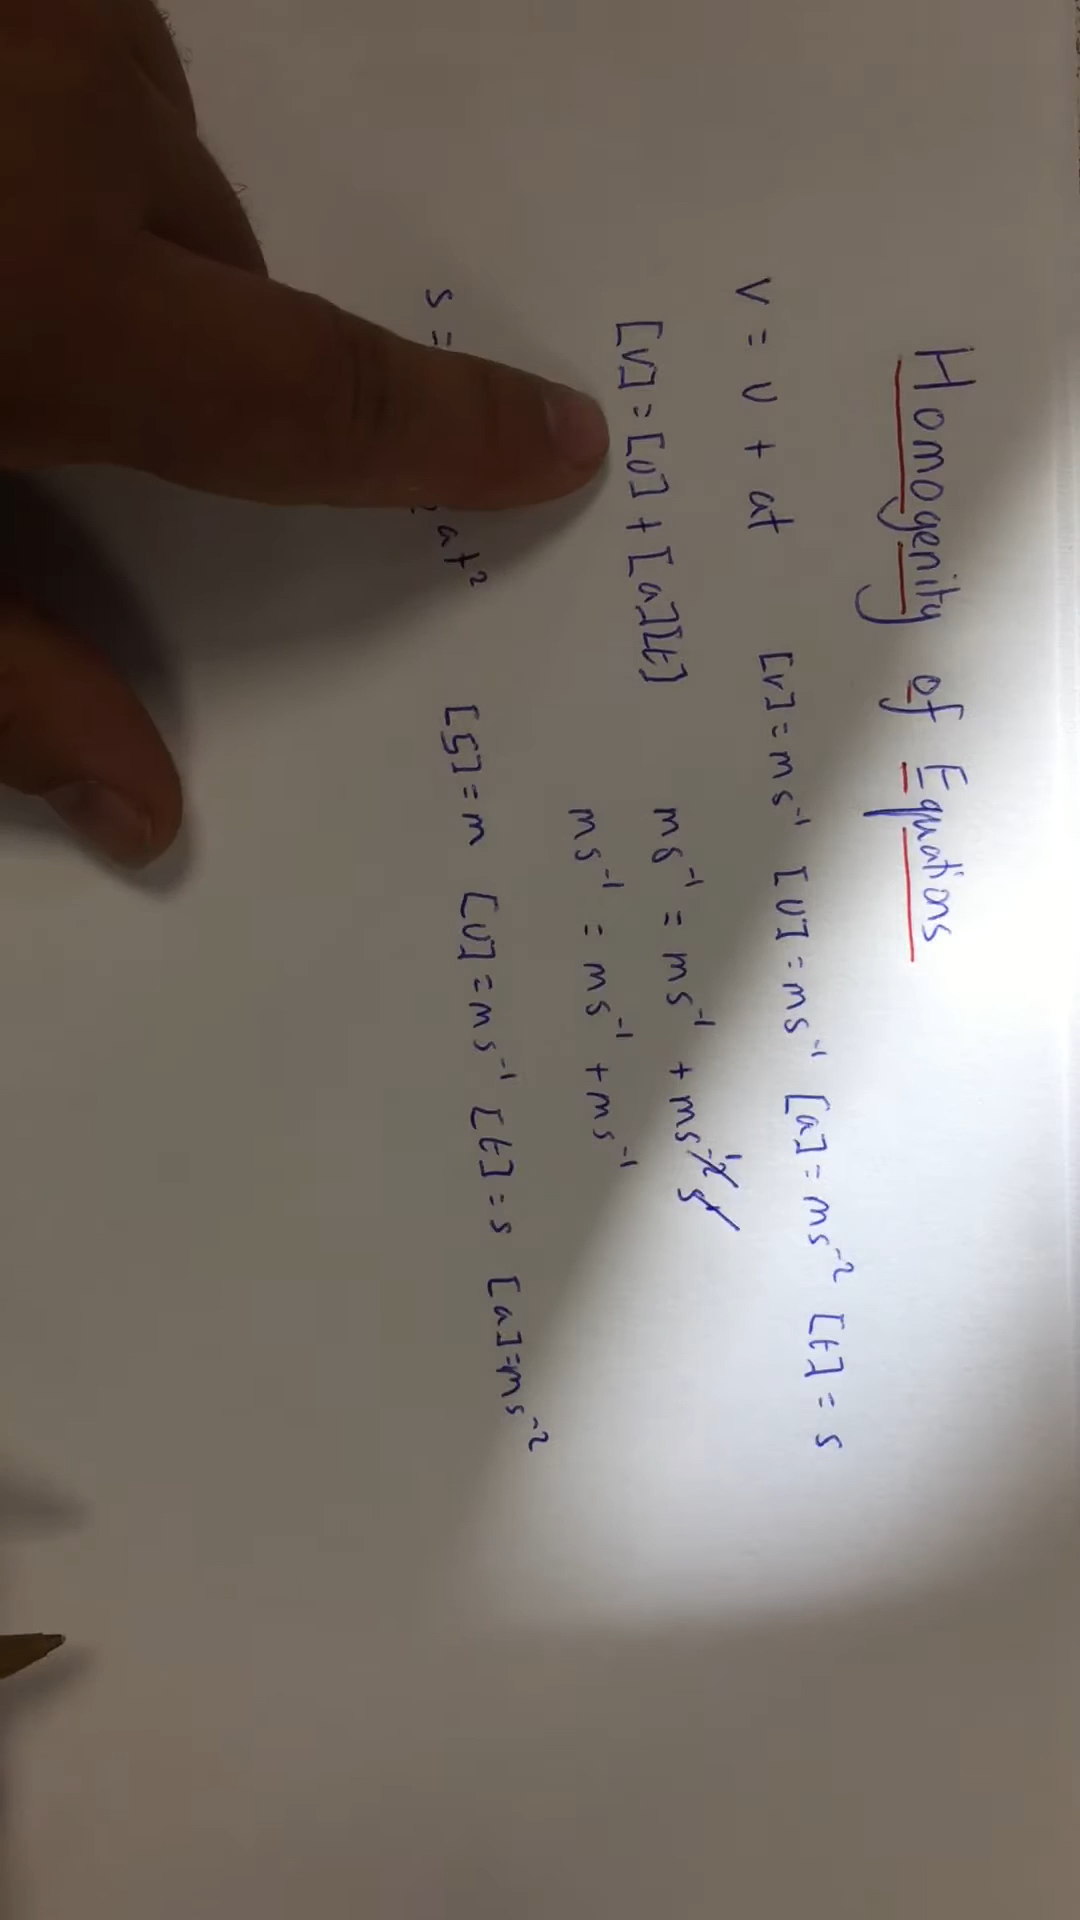 Homogenity of Equations
v = u + at [v] = ms⁻¹ [u] = ms⁻¹ [a] = ms⁻² [t] = s
[v] = [u] + [a][t] ms⁻¹ = ms⁻¹ + ms⁻²¹ s
ms⁻¹ = ms⁻¹ + ms⁻¹
s = at² [s] = m [u] = ms⁻¹ [t] = s [a] = ms⁻²